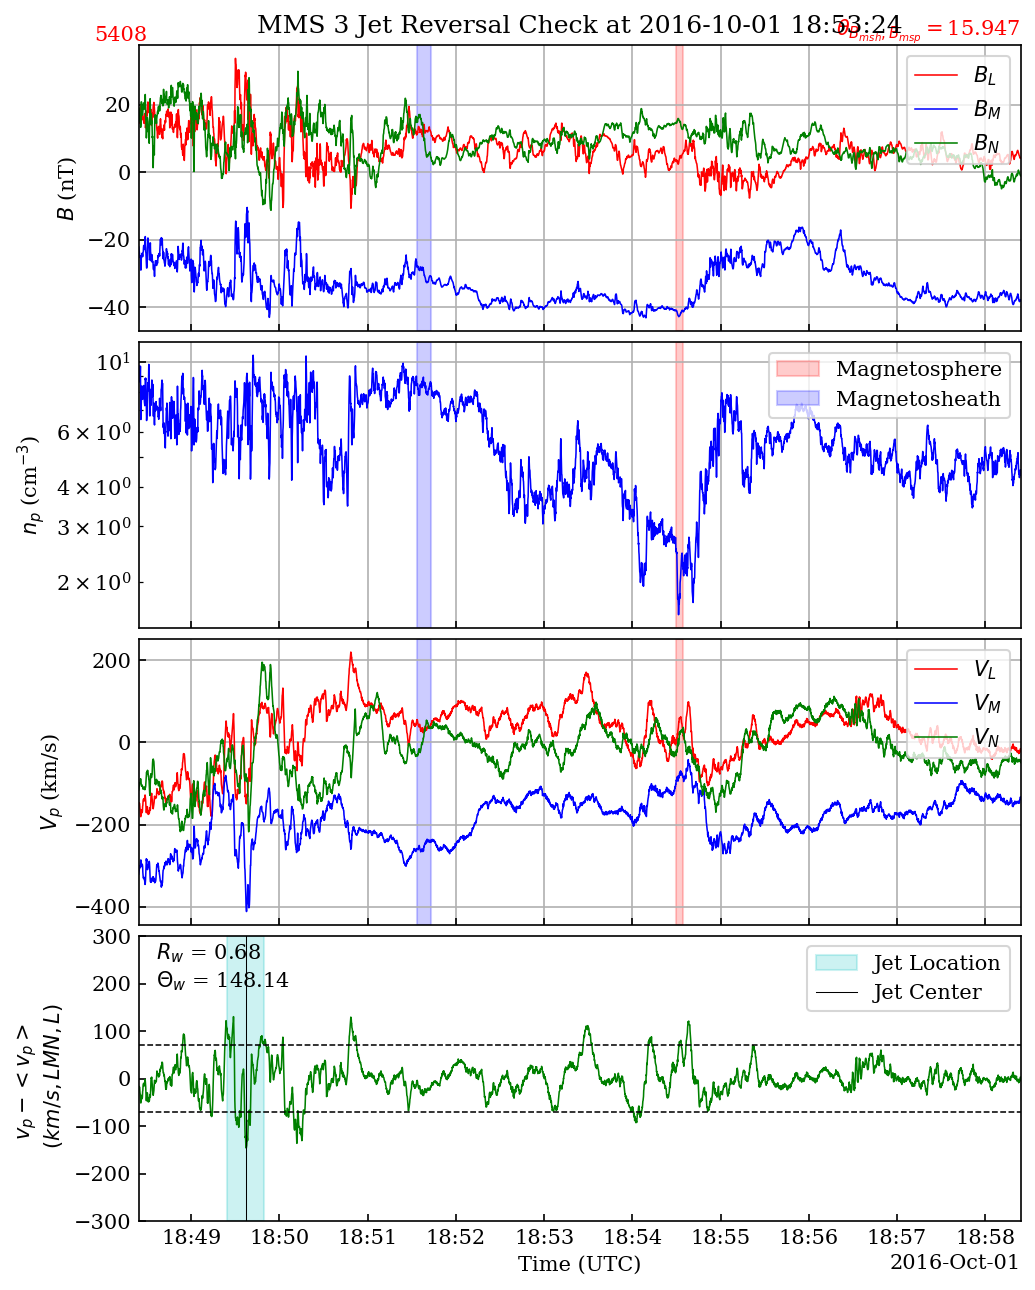 MMS 3 Jet Reversal Check at 2016-10-01 18:53:24
5408
θ_{B_{msh}, B_{msp}} = 15.947
B (nT)
20
0
−20
−40
B_L
B_M
B_N
n_p (cm^{−3})
10^1
6 × 10^0
4 × 10^0
3 × 10^0
2 × 10^0
Magnetosphere
Magnetosheath
V_p (km/s)
200
0
−200
−400
V_L
V_M
V_N
v_p − <v_p>
(km/s, LMN, L)
300
200
100
0
−100
−200
−300
R_w = 0.68
Θ_w = 148.14
Jet Location
Jet Center
18:49 18:50 18:51 18:52 18:53 18:54 18:55 18:56 18:57 18:58
Time (UTC)
2016-Oct-01